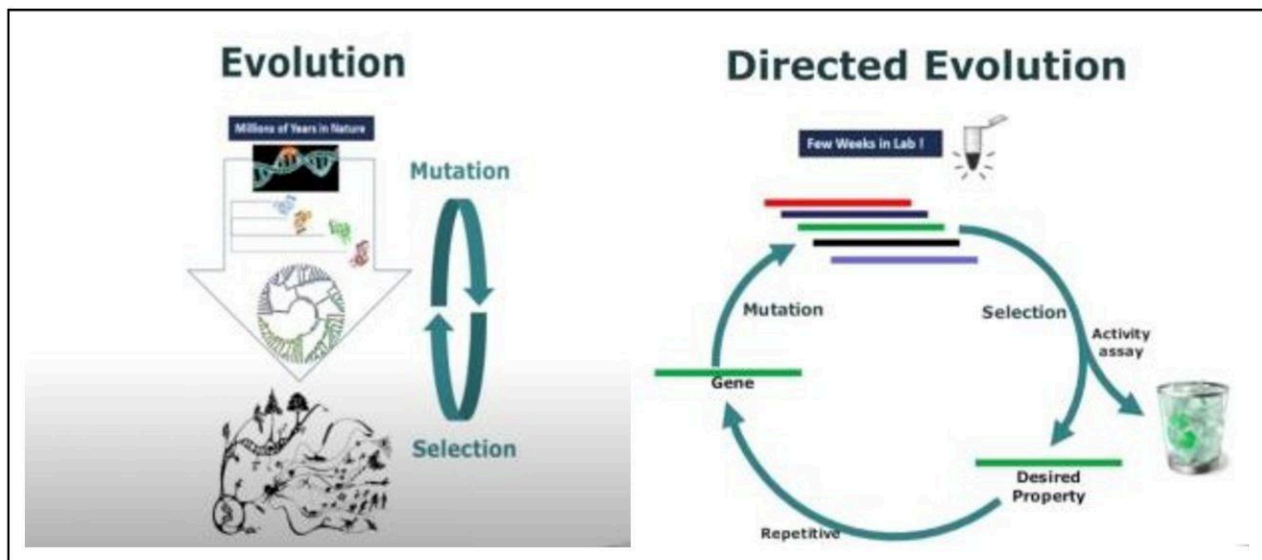 Evolution
Millions of Years in Nature
Mutation
Selection
Directed Evolution
Few Weeks in Lab !
Mutation
Selection
Activity
assay
Gene
Desired
Property
Repetitive